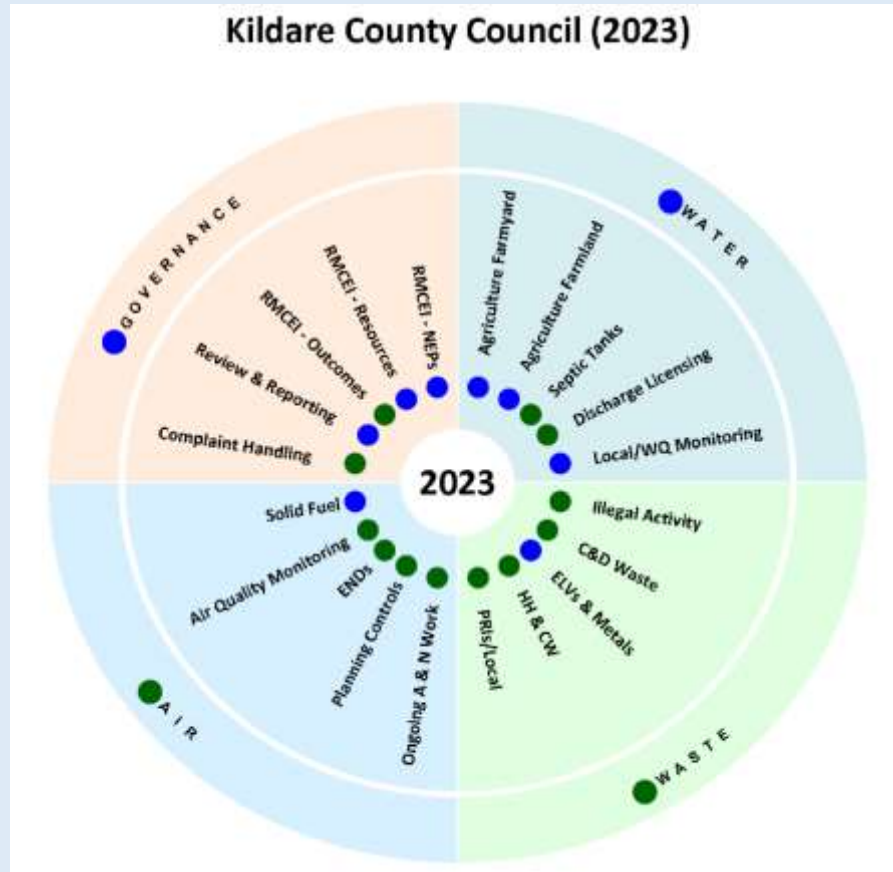 Kildare County Council (2023)
GOVERNANCE
RMCEI - NEPs
RMCEI - Resources
RMCEI - Outcomes
Review & Reporting
Complaint Handling
WATER
Agriculture Farmyard
Agriculture Farmland
Septic Tanks
Discharge Licensing
Local/WQ Monitoring
2023
Solid Fuel
Air Quality Monitoring
ENDs
Planning Controls
Ongoing A & N Work
AIR
Illegal Activity
C&D Waste
ELVs & Metals
HH & CW
PRIs/Local
WASTE